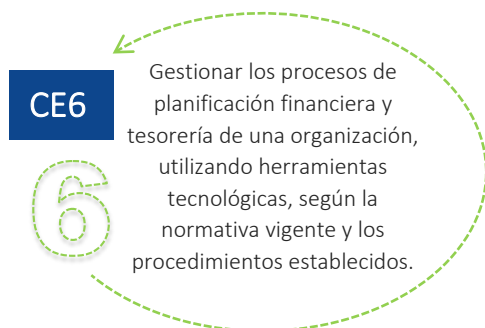 CE6
6
Gestionar los procesos de
planificación financiera y
tesorería de una organización,
utilizando herramientas
tecnológicas, según la
normativa vigente y los
procedimientos establecidos.